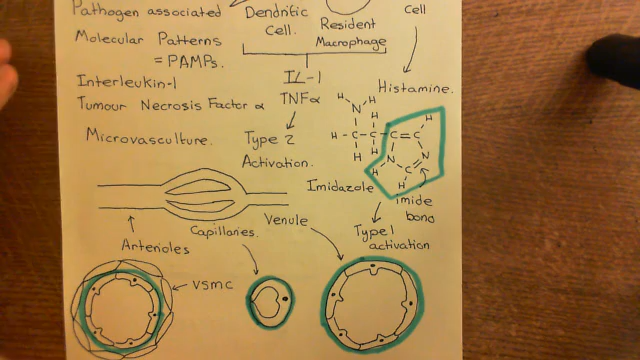 Pathogen associated
Molecular Patterns
= PAMPs.
Dendritic
Cell.
Resident
Macrophage
Cell
Interleukin-1
Tumour Necrosis Factor α
IL-1
TNFα
Histamine.
Microvasculature.
Type 2
Activation.
H H
N H H
H - C - C - C = C
H H N N
H C
H
Imidazole
imide
bond
Type 1
activation
Arterioles
Capillaries.
Venule
VSMC